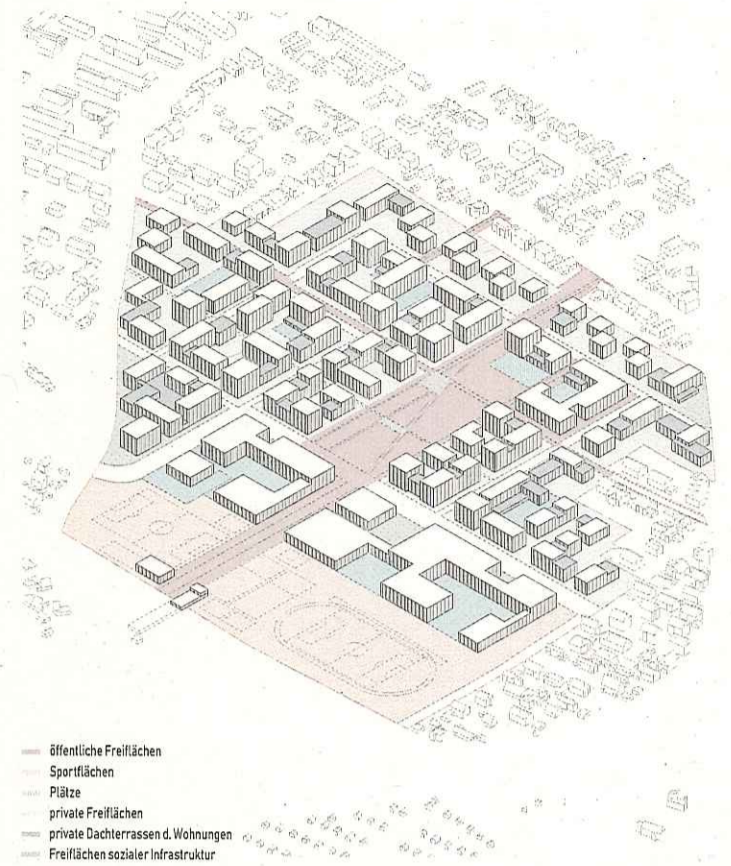 öffentliche Freiflächen
Sportflächen
Plätze
private Freiflächen
private Dachterrassen d. Wohnungen
Freiflächen sozialer Infrastruktur